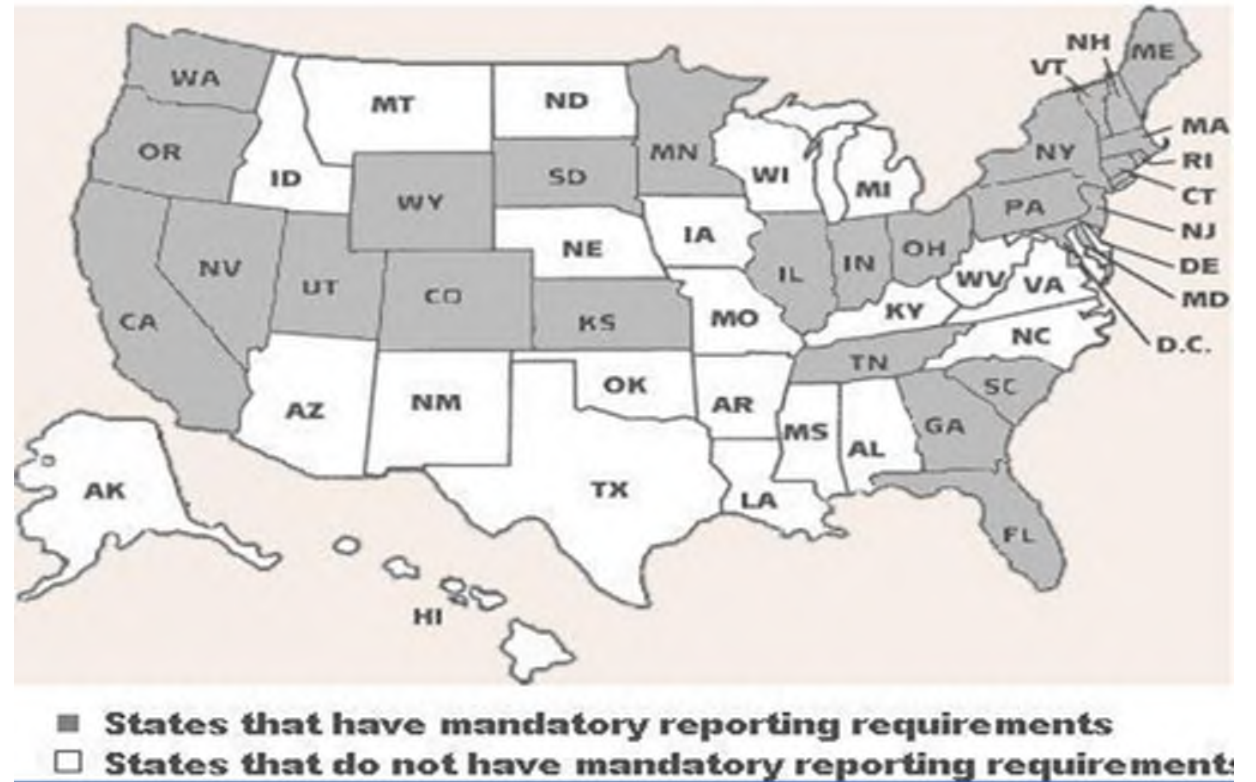 NH
ME
VT
WA
MT
ND
MN
MA
OR
NY
RI
ID
SD
WI
MI
CT
WY
PA
NJ
IA
NE
OH
DE
NV
IL
IN
UT
WV
VA
MD
CO
CA
KS
MO
KY
D.C.
NC
TN
OK
SC
AZ
NM
AR
GA
MS
AL
AK
TX
LA
FL
HI
States that have mandatory reporting requirements
States that do not have mandatory reporting requirements